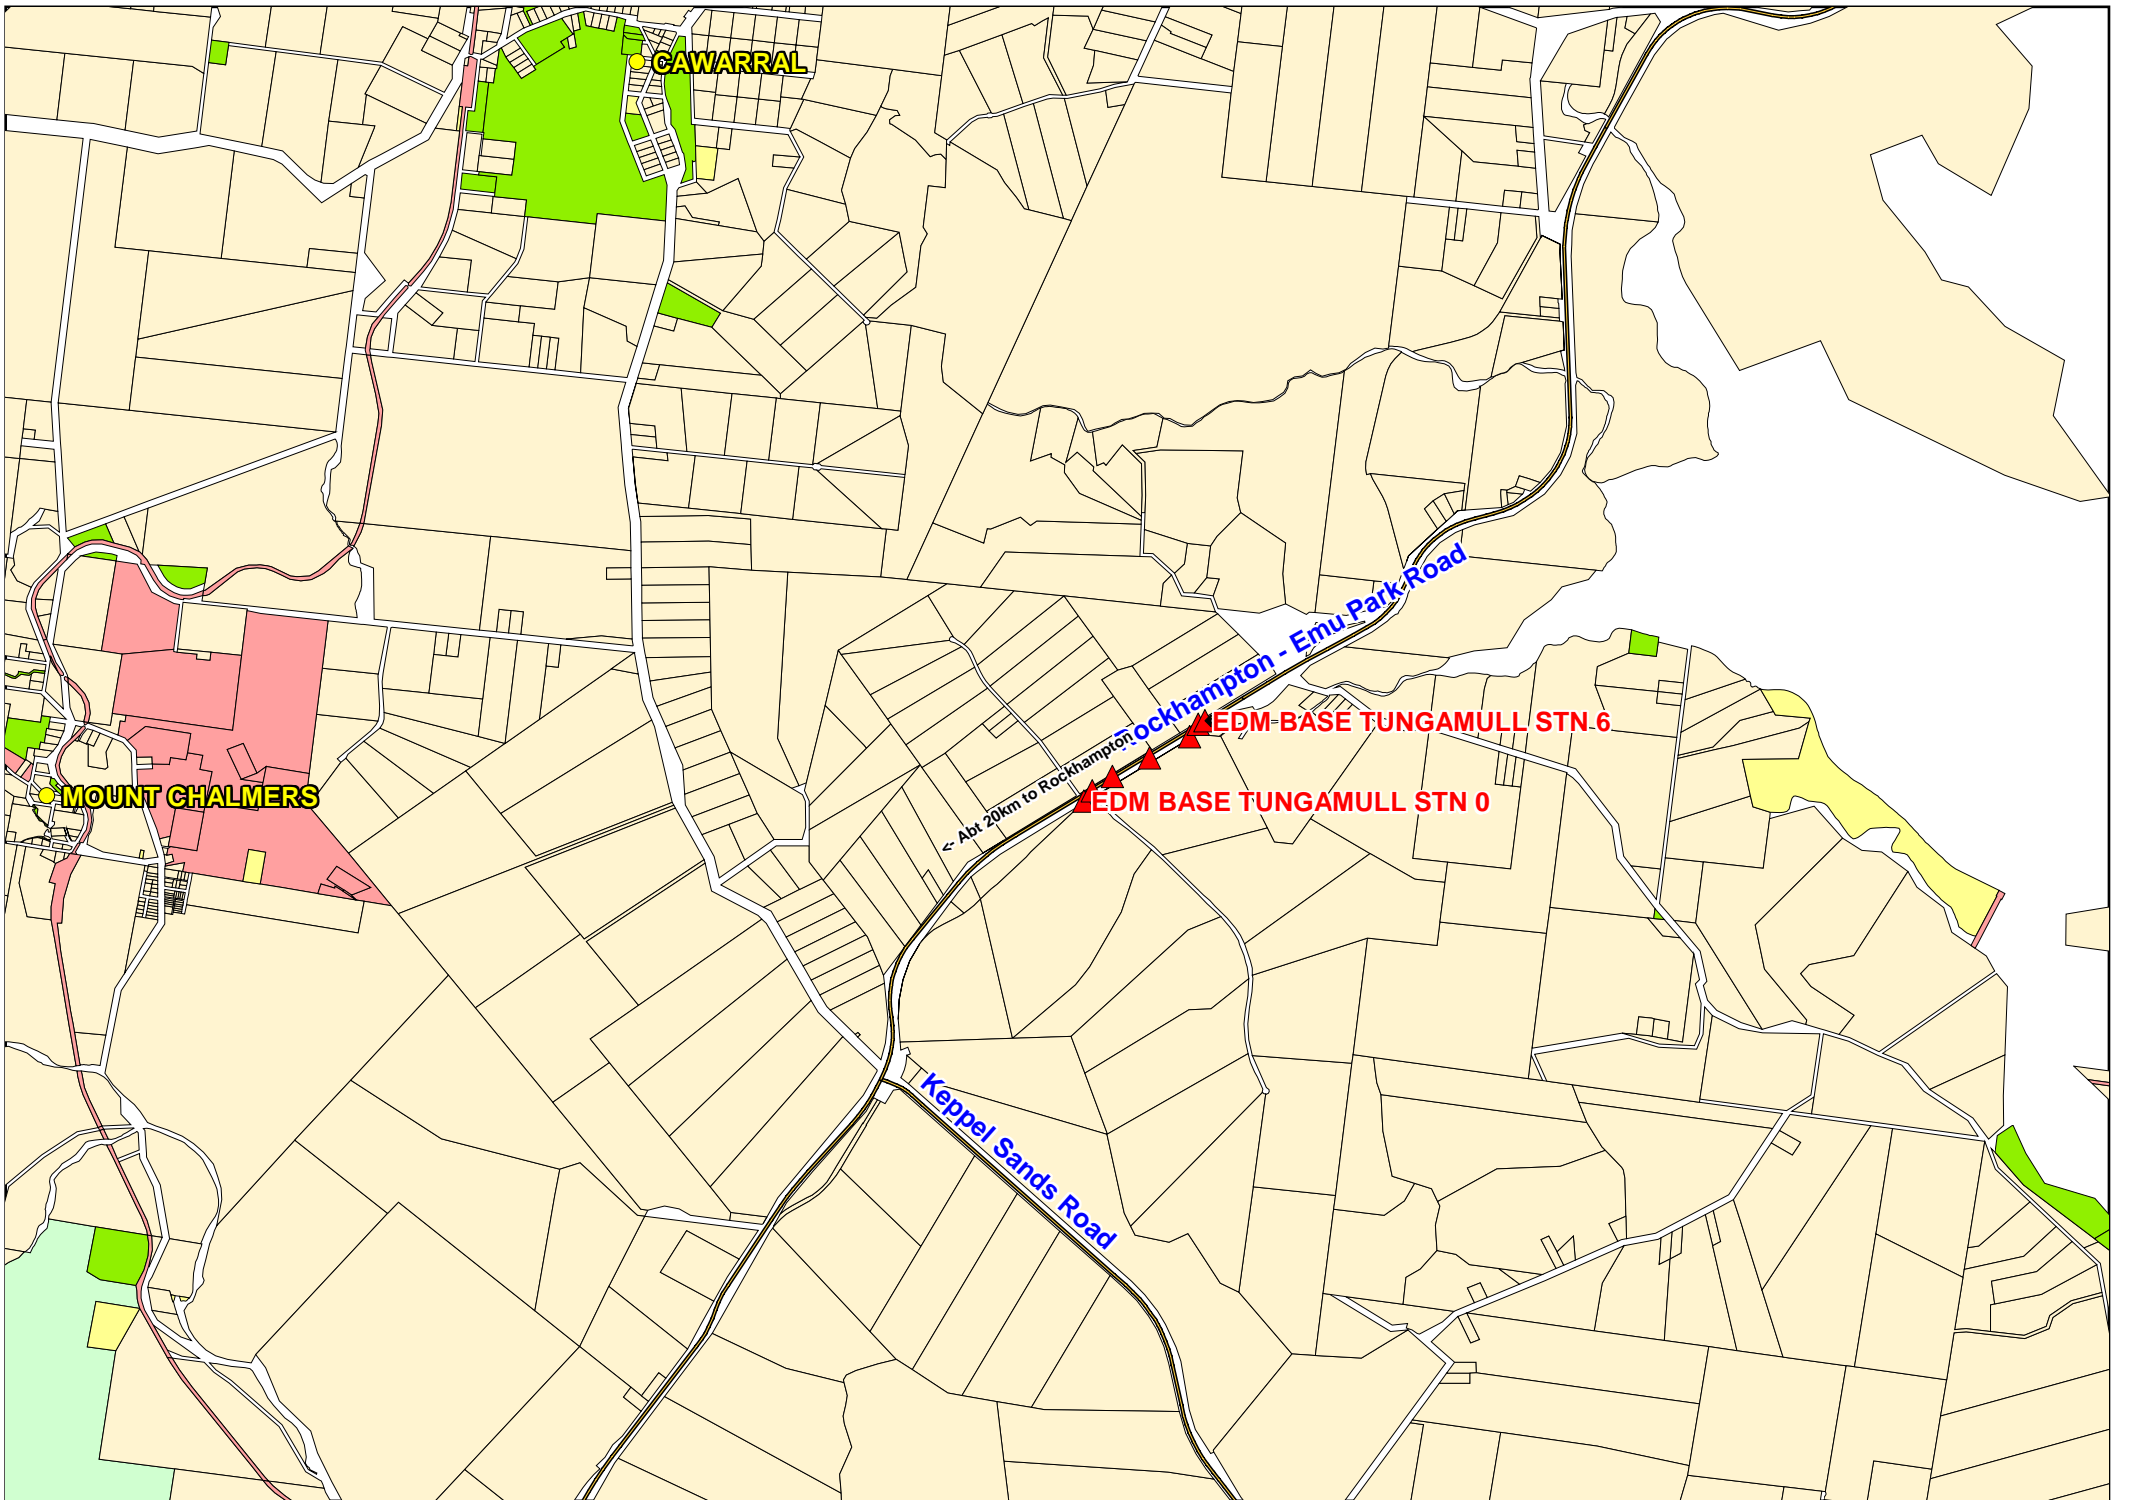 CAWARRAL
Rockhampton - Emu Park Road
EDM BASE TUNGAMULL STN 6
<- Abt 20km to Rockhampton
MOUNT CHALMERS
EDM BASE TUNGAMULL STN 0
Keppel Sands Road